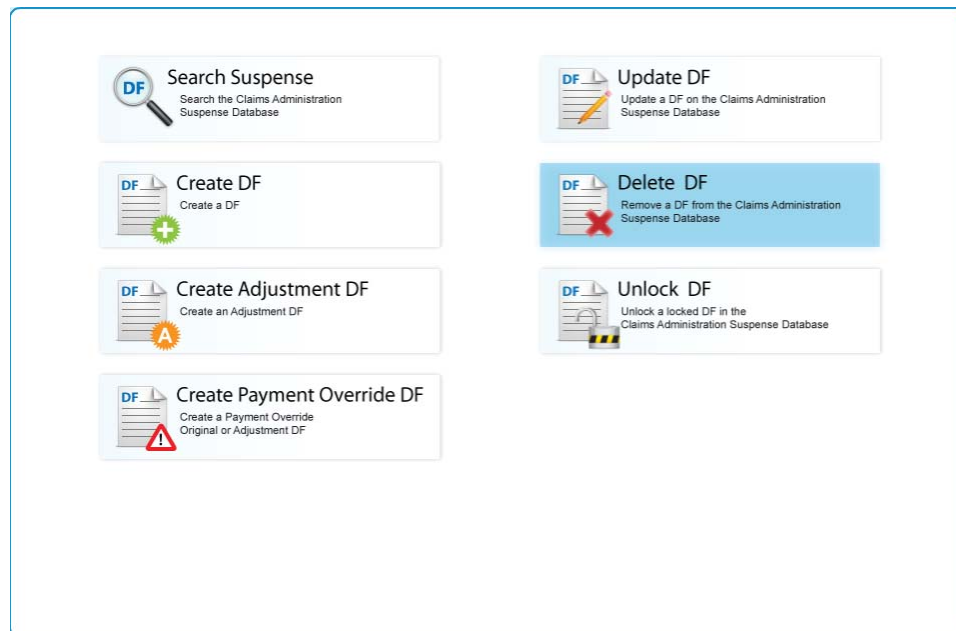 DF
Search Suspense
Search the Claims Administration
Suspense Database
DF
Create DF
Create a DF
DF
Create Adjustment DF
Create an Adjustment DF
A
DF
Create Payment Override DF
Create a Payment Override
Original or Adjustment DF
!
DF
Update DF
Update a DF on the Claims Administration
Suspense Database
DF
Delete DF
Remove a DF from the Claims Administration
Suspense Database
DF
Unlock DF
Unlock a locked DF in the
Claims Administration Suspense Database